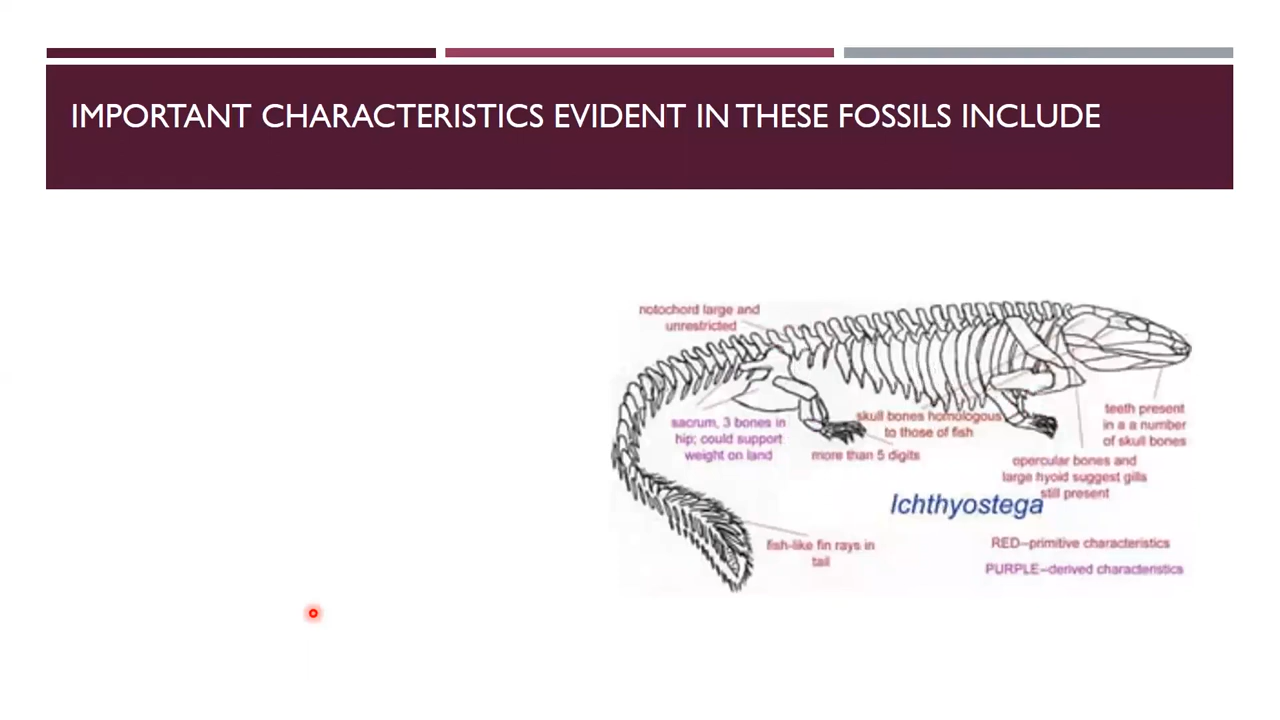 IMPORTANT CHARACTERISTICS EVIDENT IN THESE FOSSILS INCLUDE
notochord large and
unrestricted
sacrum, 3 bones in
hip; could support
weight on land
skull bones homologous
to those of fish
more than 5 digits
teeth present
in a a number
of skull bones
opercular bones and
large hyoid suggest gills
still present
Ichthyostega
fish-like fin rays in
tail
RED--primitive characteristics
PURPLE--derived characteristics